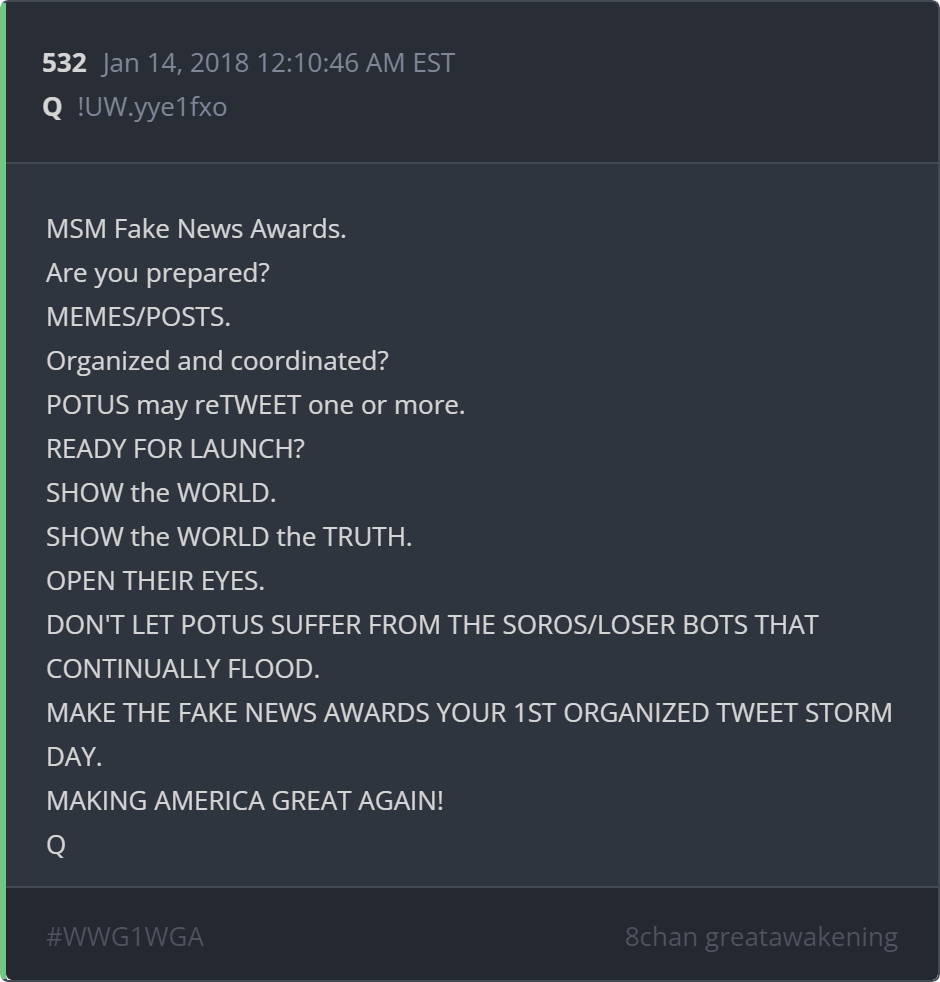 532 Jan 14, 2018 12:10:46 AM EST
Q !UW.yye1fxo
MSM Fake News Awards.
Are you prepared?
MEMES/POSTS.
Organized and coordinated?
POTUS may reTWEET one or more.
READY FOR LAUNCH?
SHOW the WORLD.
SHOW the WORLD the TRUTH.
OPEN THEIR EYES.
DON'T LET POTUS SUFFER FROM THE SOROS/LOSER BOTS THAT
CONTINUALLY FLOOD.
MAKE THE FAKE NEWS AWARDS YOUR 1ST ORGANIZED TWEET STORM
DAY.
MAKING AMERICA GREAT AGAIN!
Q
#WWG1WGA 8chan greatawakening